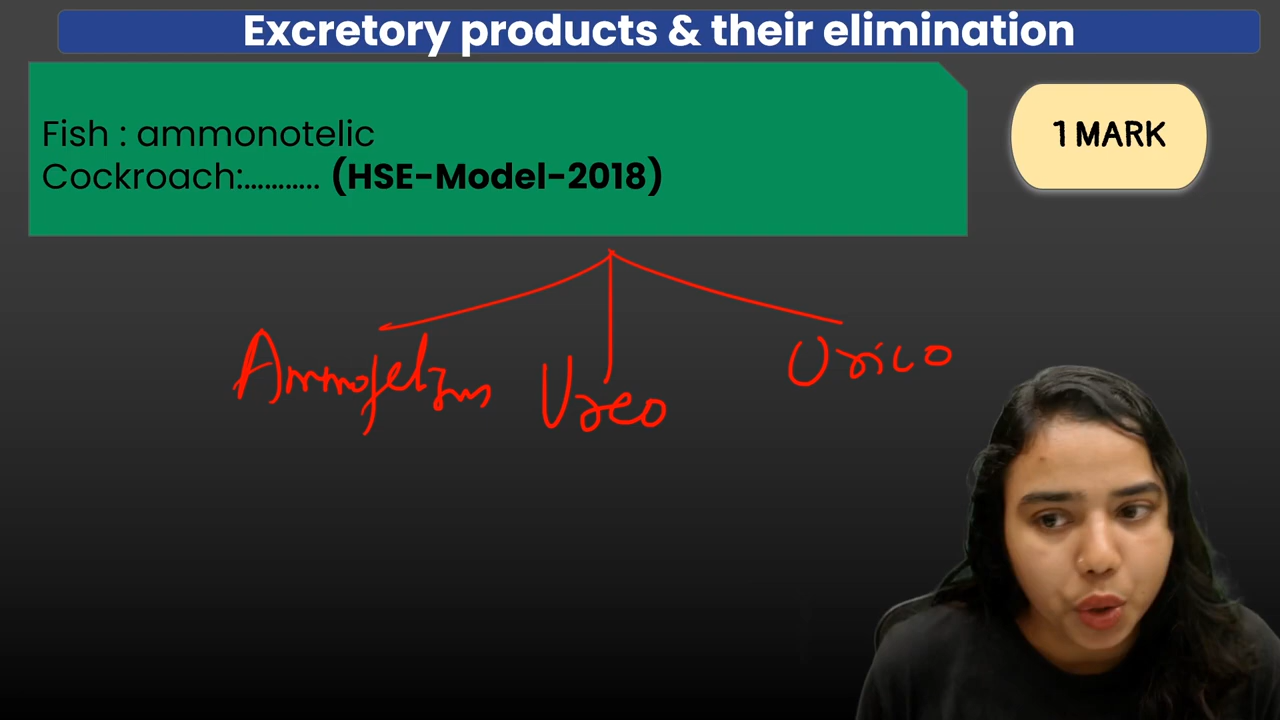 Excretory products & their elimination
Fish : ammonotelic
Cockroach:........... (HSE-Model-2018)
1 MARK
Ureo
Urico